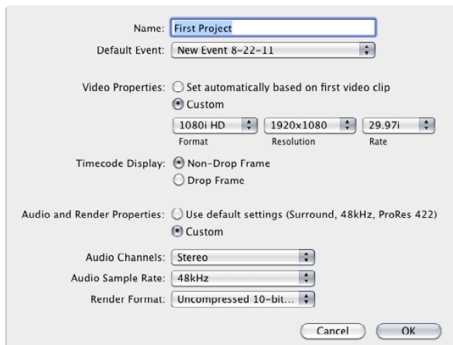 Name: First Project
Default Event: New Event 8-22-11
Video Properties: Set automatically based on first video clip
Custom
1080i HD 1920x1080 29.97i
Format Resolution Rate
Timecode Display: Non-Drop Frame
Drop Frame
Audio and Render Properties: Use default settings (Surround, 48kHz, ProRes 422)
Custom
Audio Channels: Stereo
Audio Sample Rate: 48kHz
Render Format: Uncompressed 10-bit...
Cancel OK